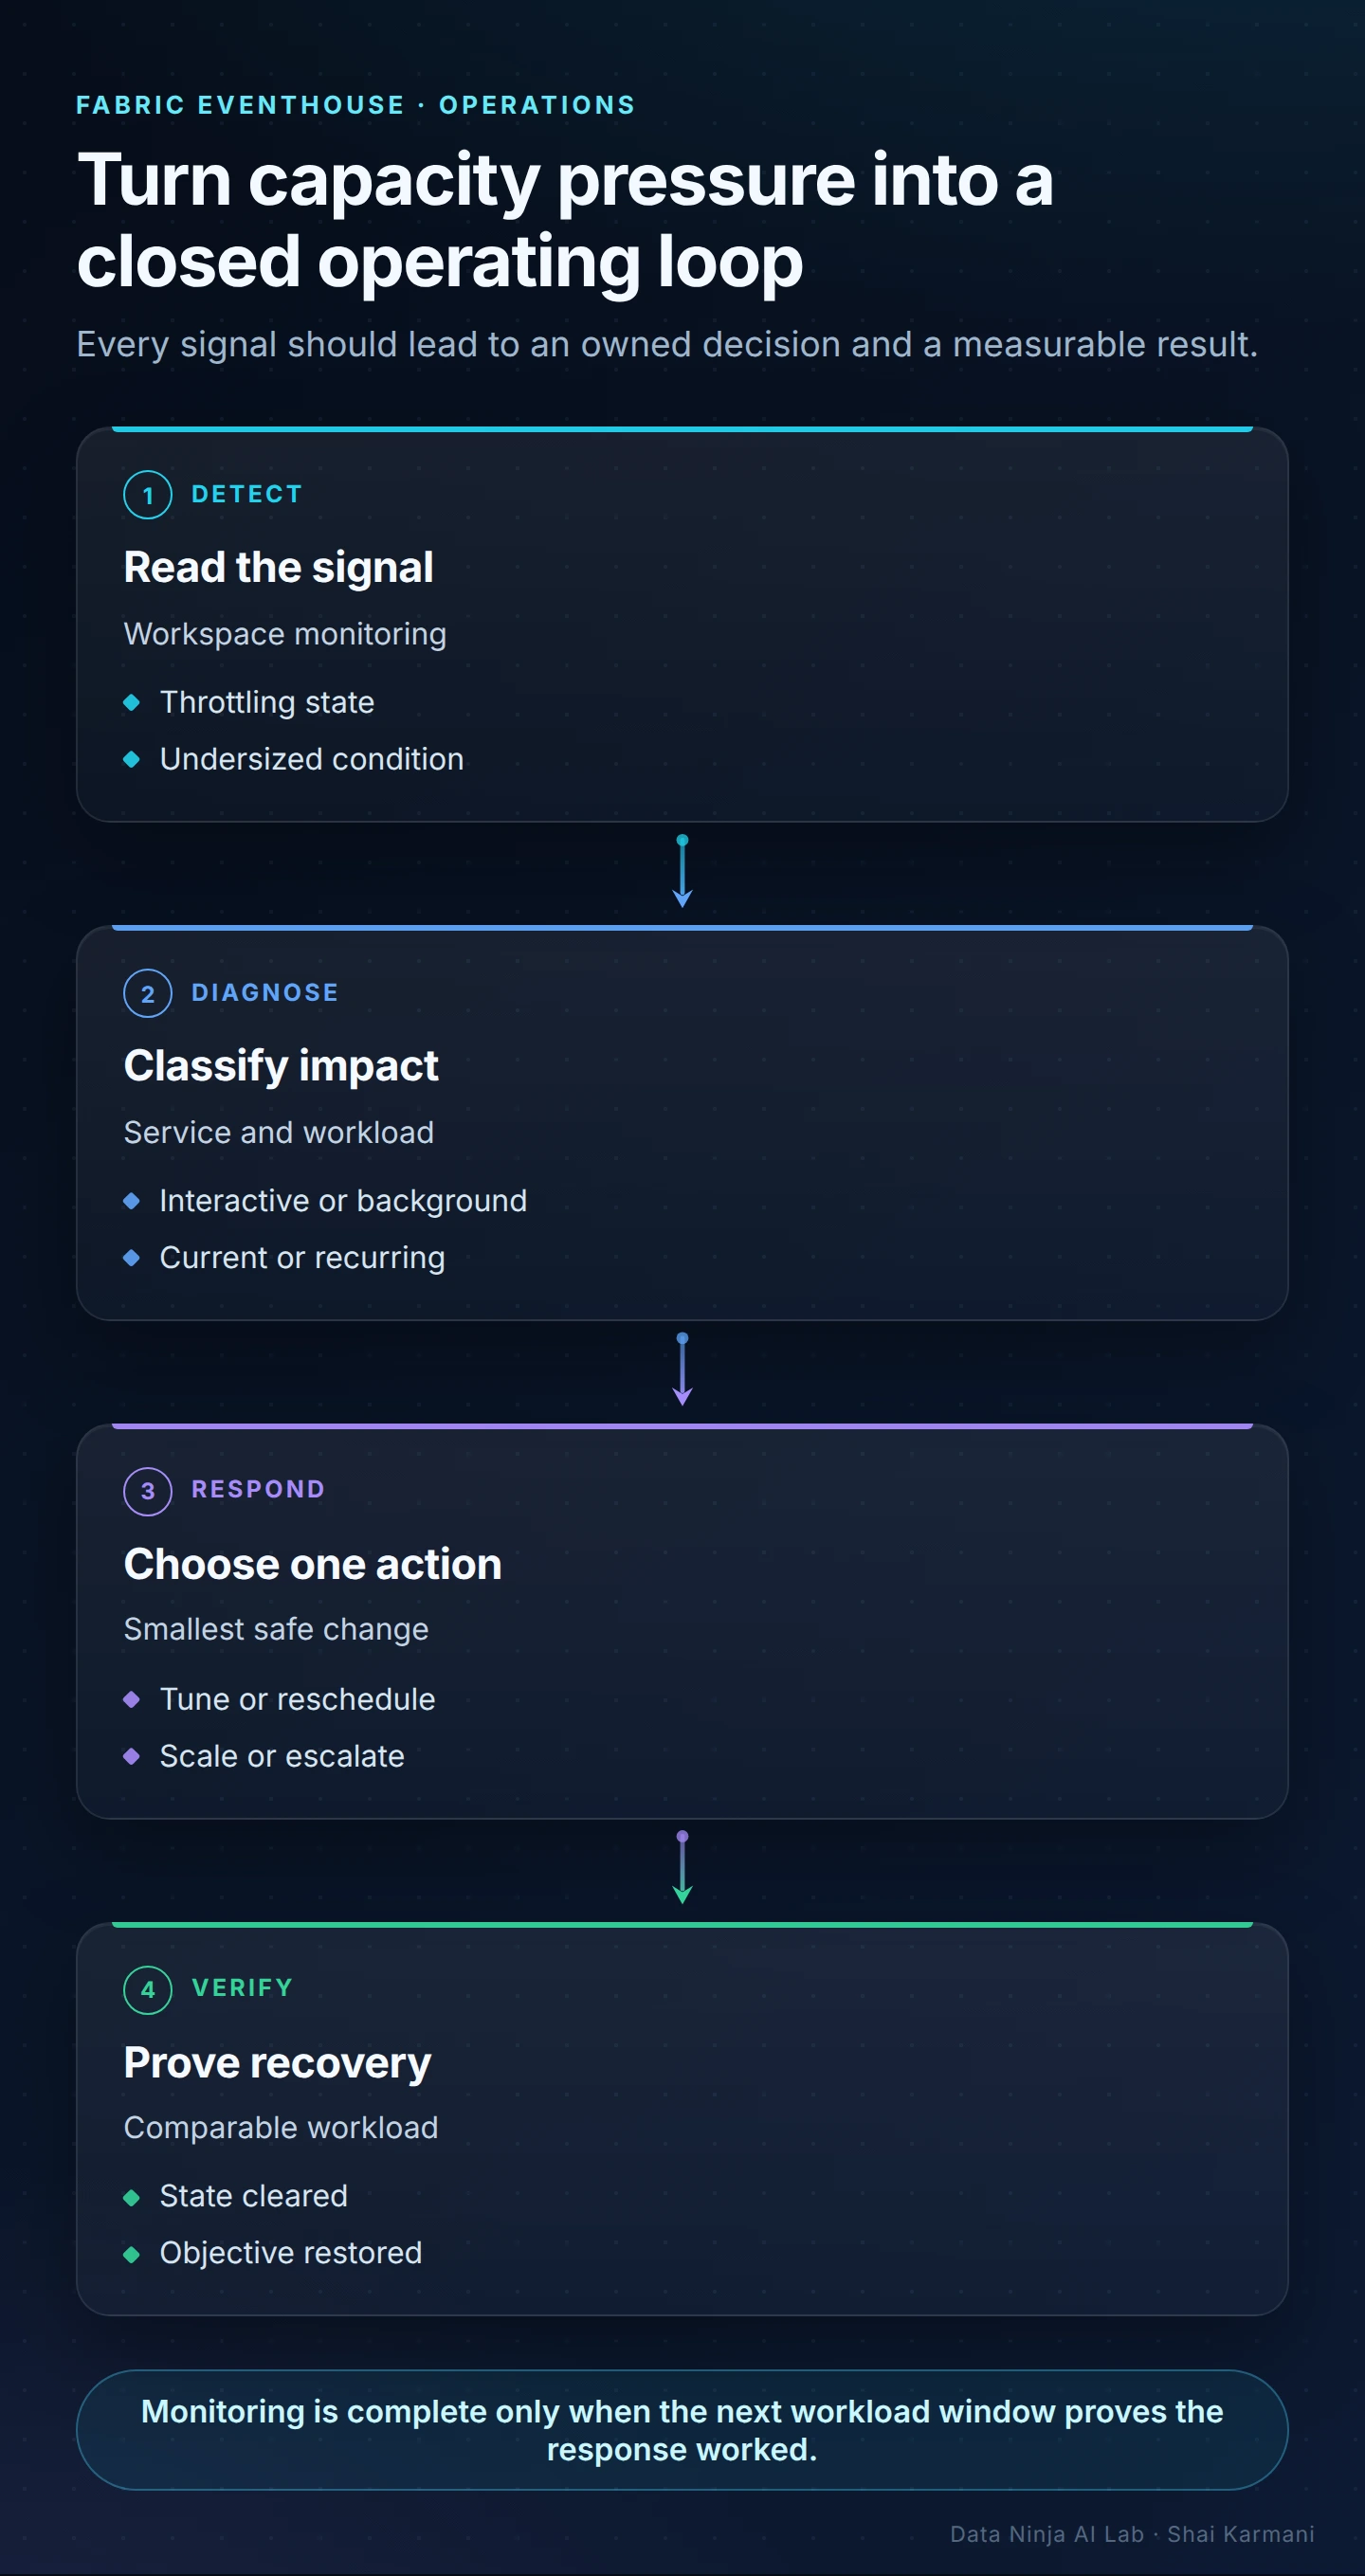 FABRIC EVENTHOUSE · OPERATIONS
Turn capacity pressure into a
closed operating loop
Every signal should lead to an owned decision and a measurable result.
1 DETECT
Read the signal
Workspace monitoring
Throttling state
Undersized condition
2 DIAGNOSE
Classify impact
Service and workload
Interactive or background
Current or recurring
3 RESPOND
Choose one action
Smallest safe change
Tune or reschedule
Scale or escalate
4 VERIFY
Prove recovery
Comparable workload
State cleared
Objective restored
Monitoring is complete only when the next workload window proves the
response worked.
Data Ninja AI Lab · Shai Karmani